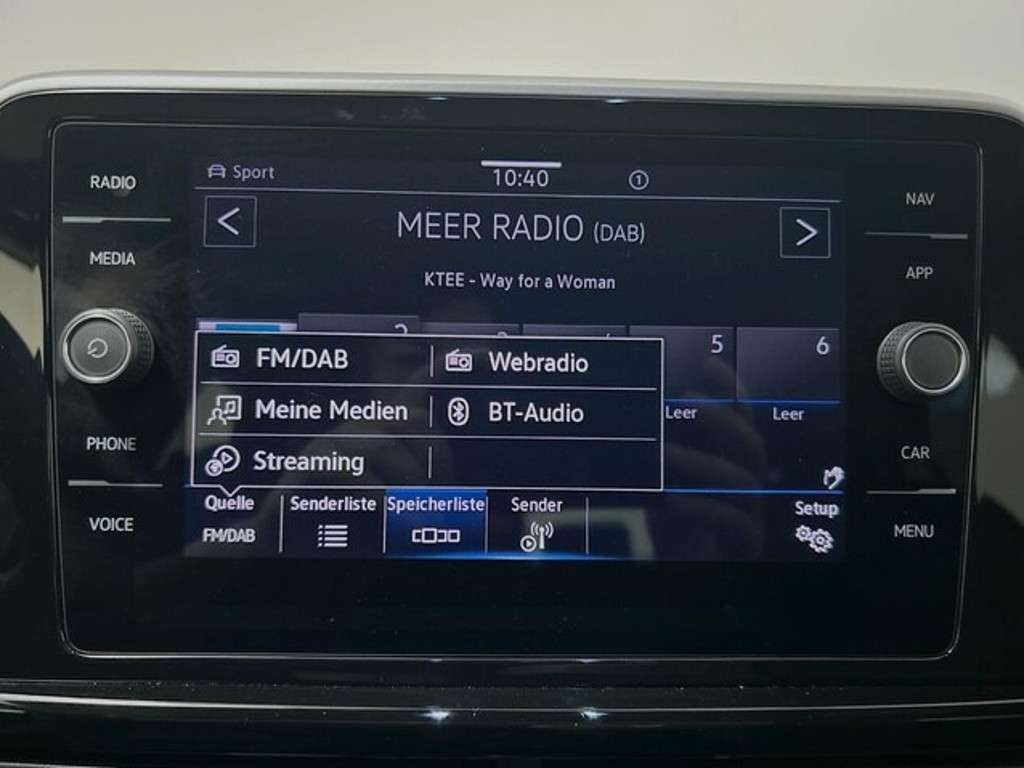 RADIO
MEDIA
PHONE
VOICE
Sport
10:40
1
< MEER RADIO (DAB) >
KTEE - Way for a Woman
5 6
Leer Leer
FM/DAB Webradio
Meine Medien BT-Audio
Streaming
Quelle Senderliste Speicherliste Sender Setup
FM/DAB
NAV
APP
CAR
MENU